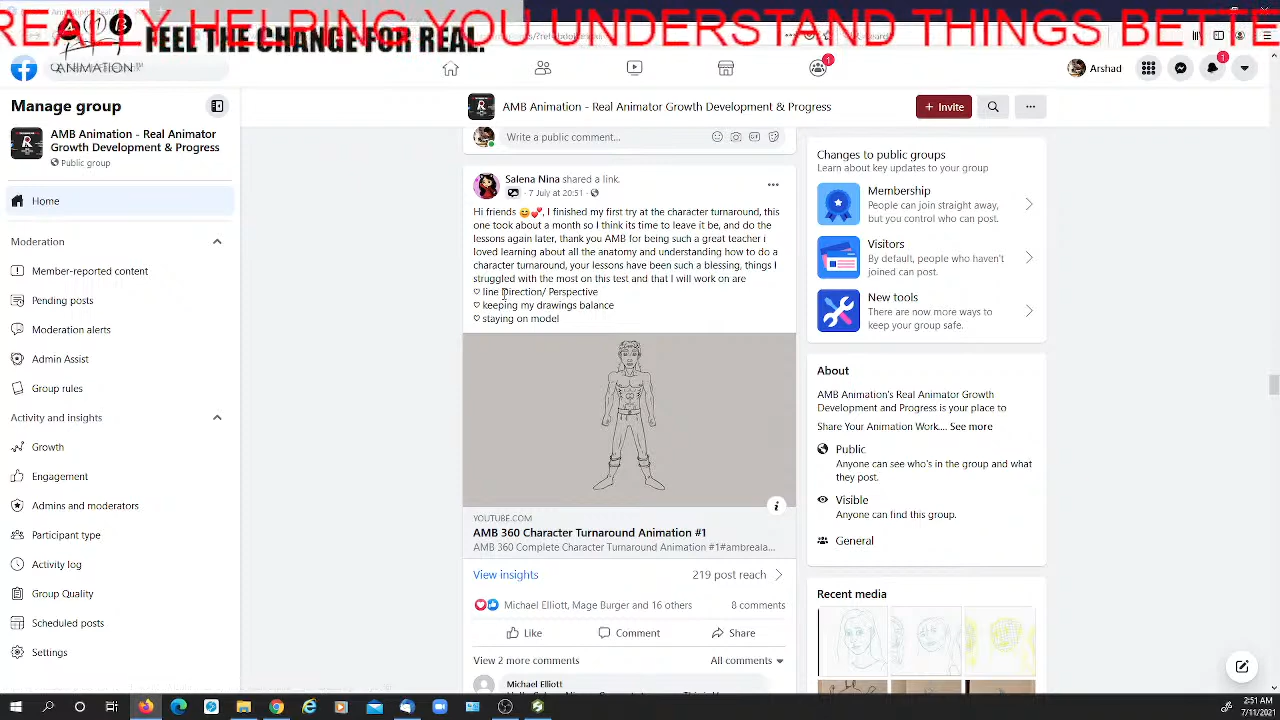 REALLY HELPING YOU UNDERSTAND THINGS BETTE
AMB
FEEL THE CHANGE FOR REAL.
ANIMATION
Arshad
1
1
Manage group
AMB Animation - Real Animator
Growth Development & Progress
Public group
Home
Moderation
Member-reported content
Pending posts
Moderation alerts
Admin Assist
Group rules
Activity and insights
Growth
Engagement
Admins and moderators
Participant type
Activity log
Group Quality
Scheduled posts
Settings
AMB Animation - Real Animator Growth Development & Progress
+ Invite
Write a public comment...
Salena Nina shared a link.
· 7 July at 20:51 ·
Hi friends 😊💕, I finished my first try at the character turnaround, this
one took about a month so I think its time to leave it be, and do the
lessons again later, thank you AMB for being such a great teacher i
loved learning about all the anatomy and understanding how to do a
character turnaround, your lessons have been such a blessing, things I
struggled with the most on this test and that I will work on are
♡ line Direction/ Perspective
♡ keeping my drawings balance
♡ staying on model
YOUTUBE.COM
AMB 360 Character Turnaround Animation #1
AMB 360 Complete Character Turnaround Animation #1#ambreala...
View insights
219 post reach
Michael Elliott, Mage Burger and 16 others
8 comments
Like
Comment
Share
View 2 more comments
All comments
Michael Elliott
Changes to public groups
Learn about key updates to your group
Membership
People can join straight away,
but you control who can post.
Visitors
By default, people who haven't
joined can post.
New tools
There are now more ways to
keep your group safe.
About
AMB Animation's Real Animator Growth
Development and Progress is your place to
Share Your Animation Work.... See more
Public
Anyone can see who's in the group and what
they post.
Visible
Anyone can find this group.
General
Recent media
2:51 AM
7/11/2021